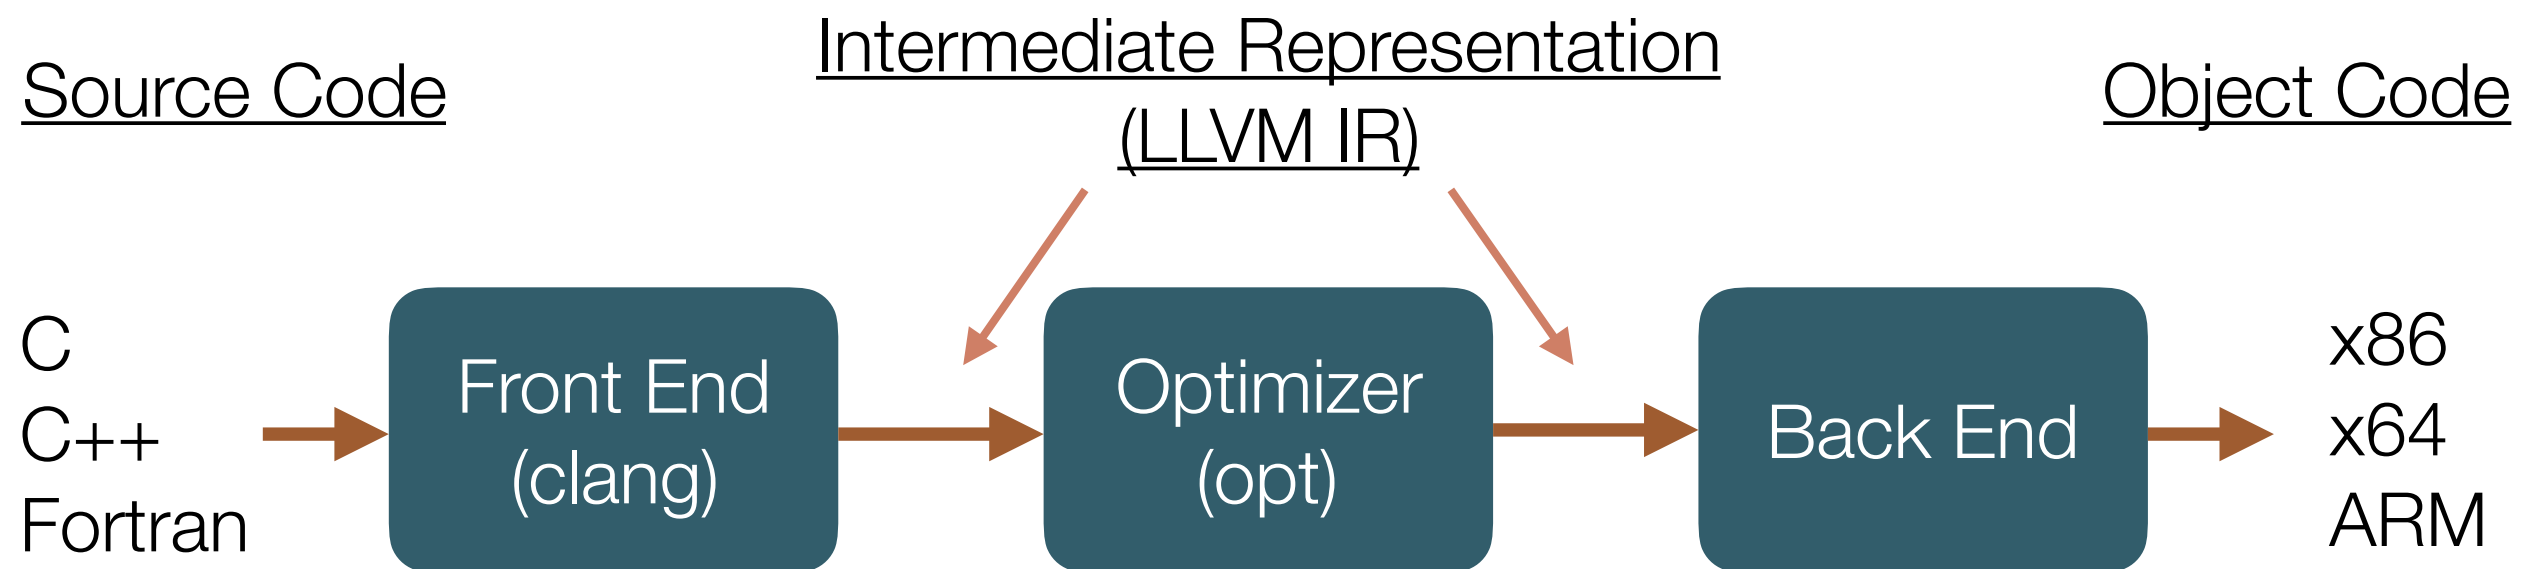 Source Code
Intermediate Representation
(LLVM IR)
Object Code
C
C++
Fortran
Front End
(clang)
Optimizer
(opt)
Back End
x86
x64
ARM